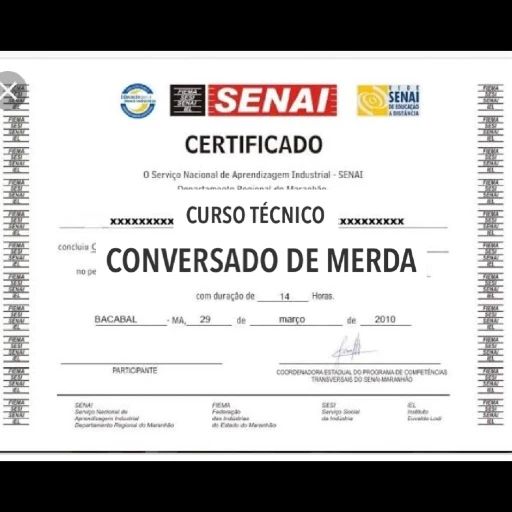 FIEMA
SESI
SENAI
IEL
SENAI
SENAI
DE EDUCAÇÃO
À DISTÂNCIA
CERTIFICADO
O Serviço Nacional de Aprendizagem Industrial - SENAI
Departamento Regional do Maranhão
xxxxxxxxx CURSO TÉCNICO xxxxxxxxx
concluiu
CONVERSADO DE MERDA
no pe
com duração de 14 Horas.
BACABAL - MA, 29 de março de 2010
PARTICIPANTE
COORDENADORA ESTADUAL DO PROGRAMA DE COMPETÊNCIAS
TRANSVERSAIS DO SENAI-MARANHÃO
SENAI
Serviço Nacional de
Aprendizagem Industrial
Departamento Regional do Maranhão
FIEMA
Federação
das Indústrias
do Estado do Maranhão
SESI
Serviço Social
da Indústria
IEL
Instituto
Euvaldo Lodi